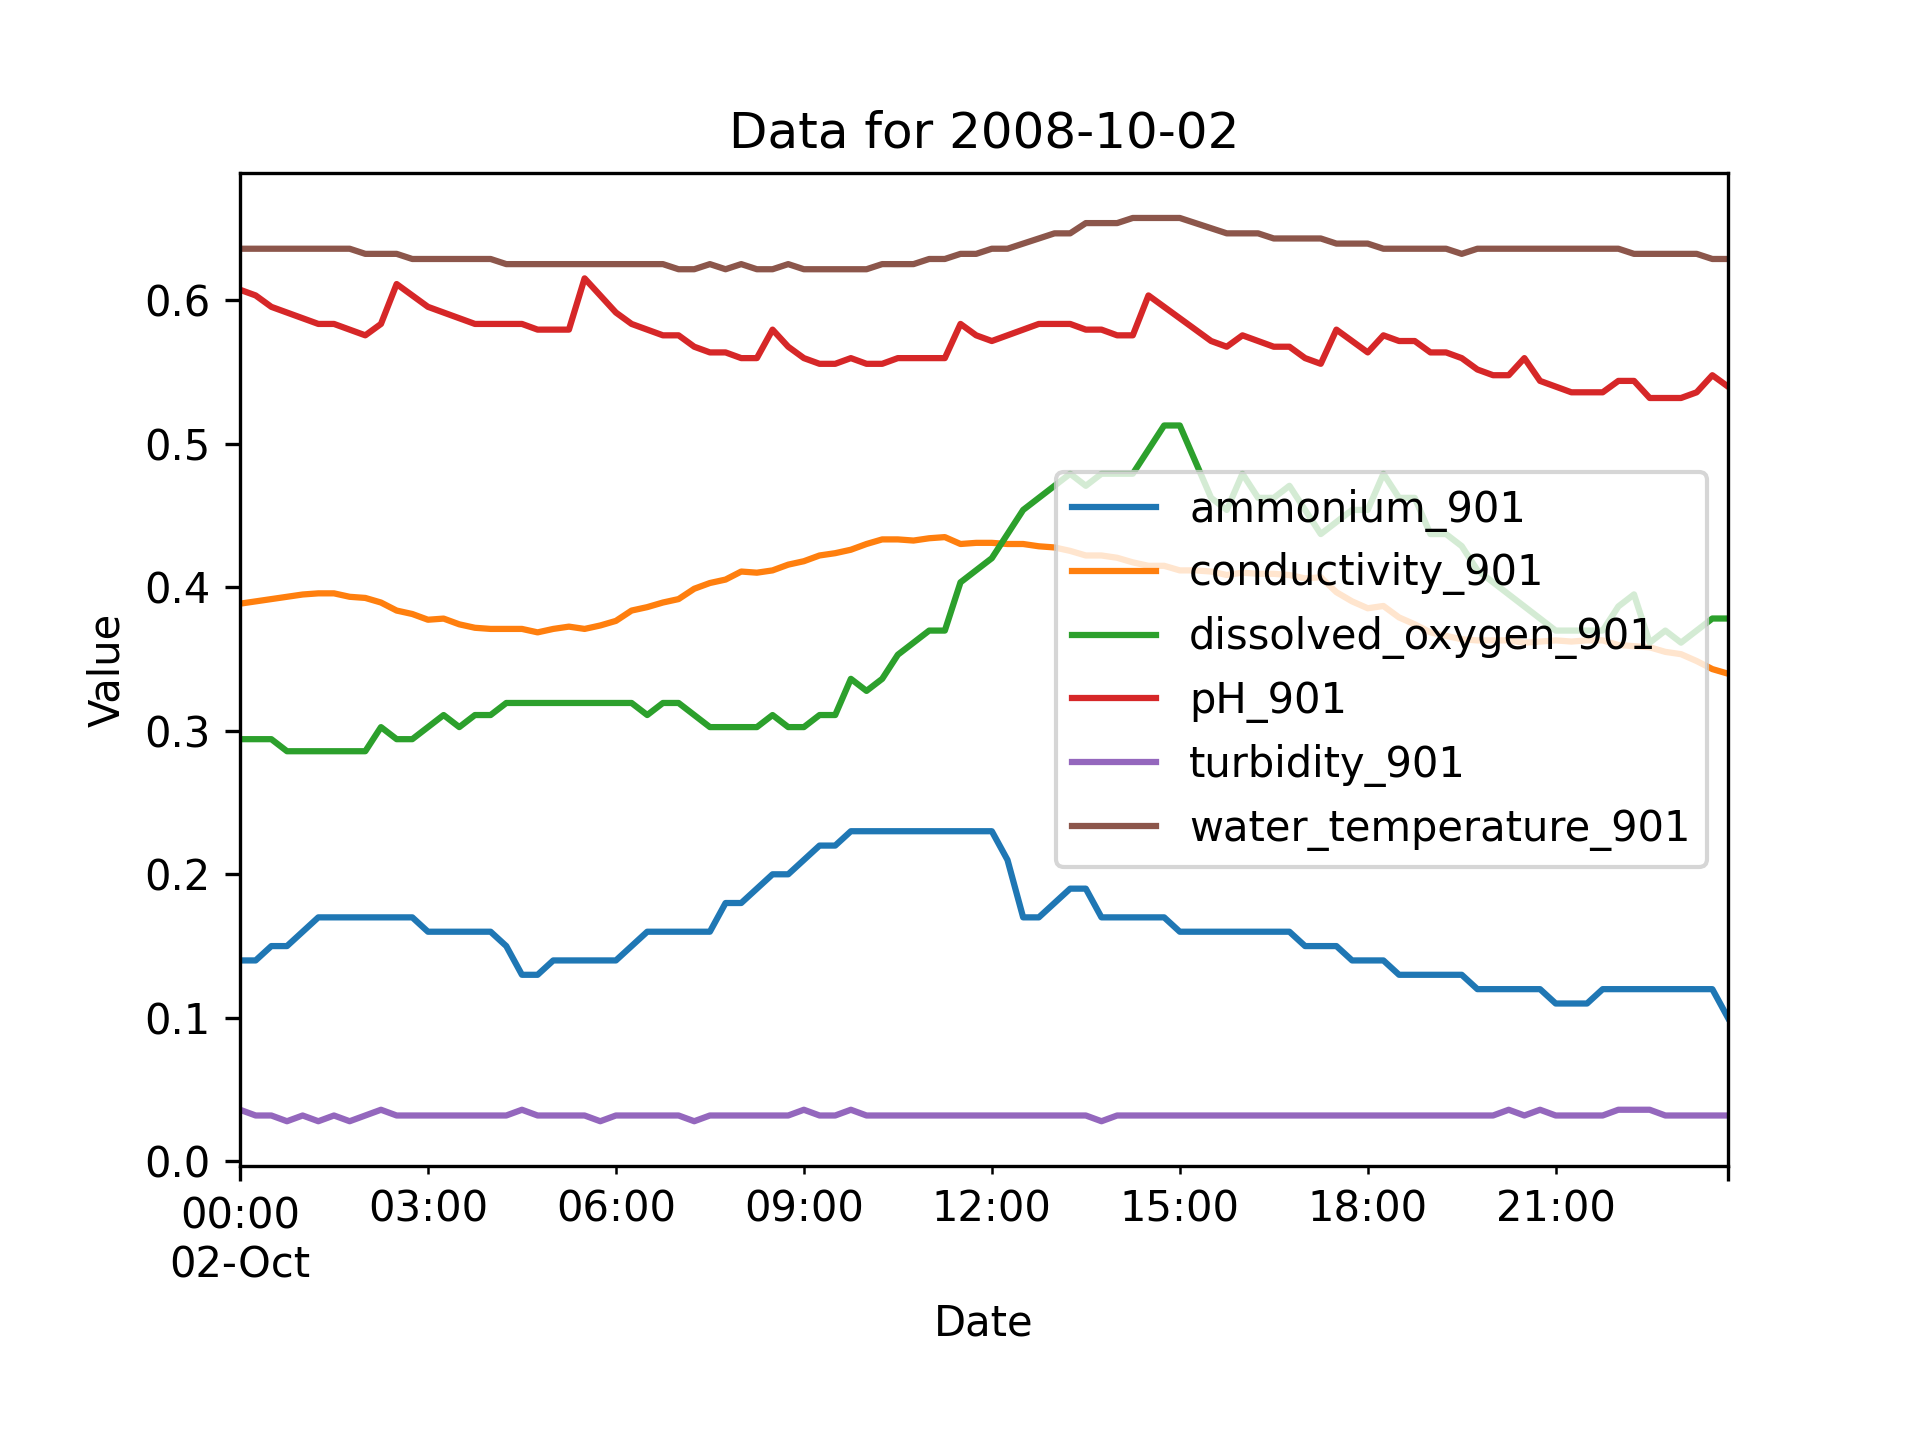 Data for 2008-10-02
Value
0.6
0.5
0.4
0.3
0.2
0.1
0.0
ammonium_901
conductivity_901
dissolved_oxygen_901
pH_901
turbidity_901
water_temperature_901
00:00 03:00 06:00 09:00 12:00 15:00 18:00 21:00
02-Oct
Date